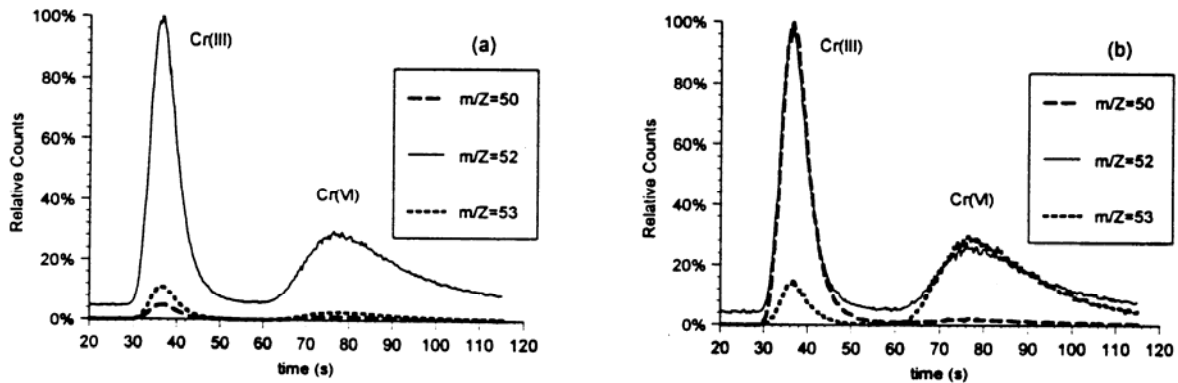 (a)
Cr(III)
Cr(VI)
m/Z=50
m/Z=52
m/Z=53
Relative Counts
100%
80%
60%
40%
20%
0%
20 30 40 50 60 70 80 90 100 110 120
time (s)
(b)
Cr(III)
Cr(VI)
m/Z=50
m/Z=52
m/Z=53
Relative Counts
100%
80%
60%
40%
20%
0%
20 30 40 50 60 70 80 90 100 110 120
time (s)